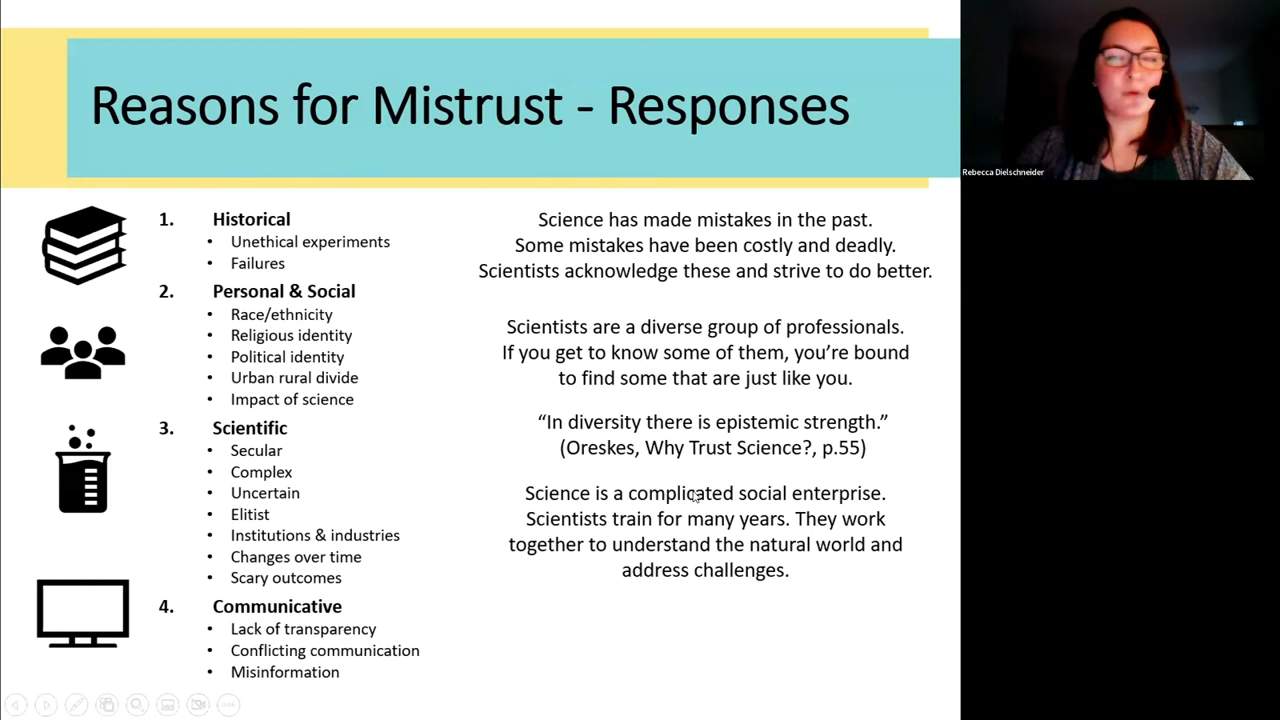 Reasons for Mistrust - Responses
Rebecca Dielschneider
1. Historical
• Unethical experiments
• Failures
2. Personal & Social
• Race/ethnicity
• Religious identity
• Political identity
• Urban rural divide
• Impact of science
3. Scientific
• Secular
• Complex
• Uncertain
• Elitist
• Institutions & industries
• Changes over time
• Scary outcomes
4. Communicative
• Lack of transparency
• Conflicting communication
• Misinformation
Science has made mistakes in the past.
Some mistakes have been costly and deadly.
Scientists acknowledge these and strive to do better.
Scientists are a diverse group of professionals.
If you get to know some of them, you’re bound
to find some that are just like you.
“In diversity there is epistemic strength.”
(Oreskes, Why Trust Science?, p.55)
Science is a complicated social enterprise.
Scientists train for many years. They work
together to understand the natural world and
address challenges.